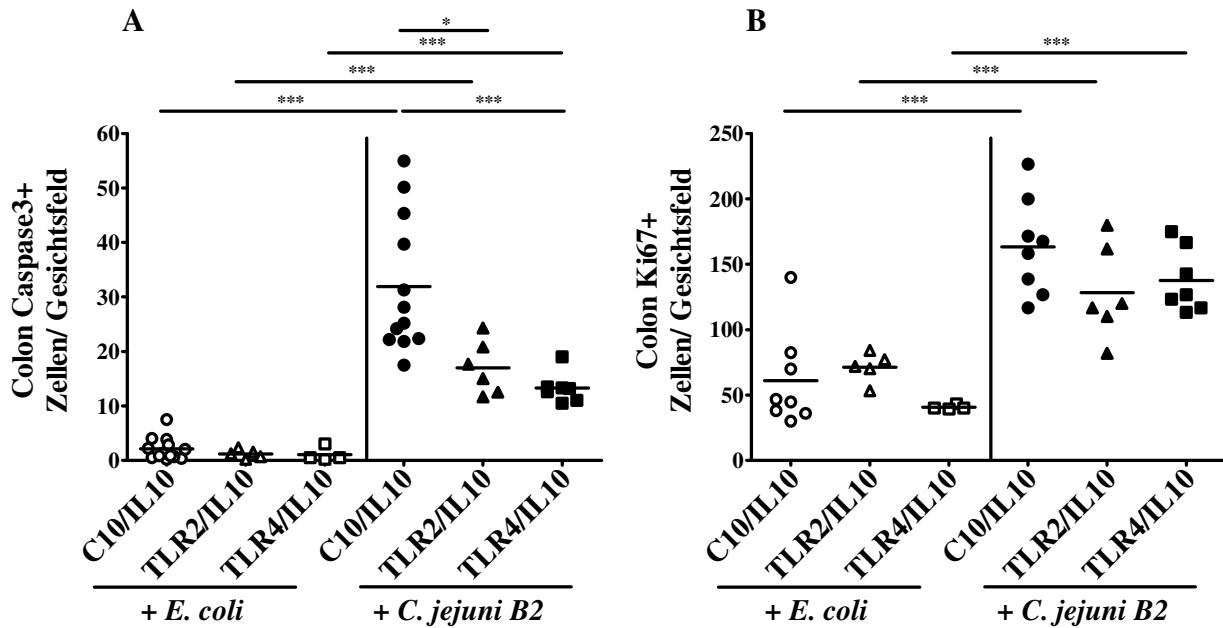 A
*
***
***
***
***
60
50
40
30
20
10
0
Colon Caspase3+
Zellen/ Gesichtsfeld
C10/IL10
TLR2/IL10
TLR4/IL10
C10/IL10
TLR2/IL10
TLR4/IL10
+ E. coli
+ C. jejuni B2
B
***
***
***
250
200
150
100
50
0
Colon Ki67+
Zellen/ Gesichtsfeld
C10/IL10
TLR2/IL10
TLR4/IL10
C10/IL10
TLR2/IL10
TLR4/IL10
+ E. coli
+ C. jejuni B2